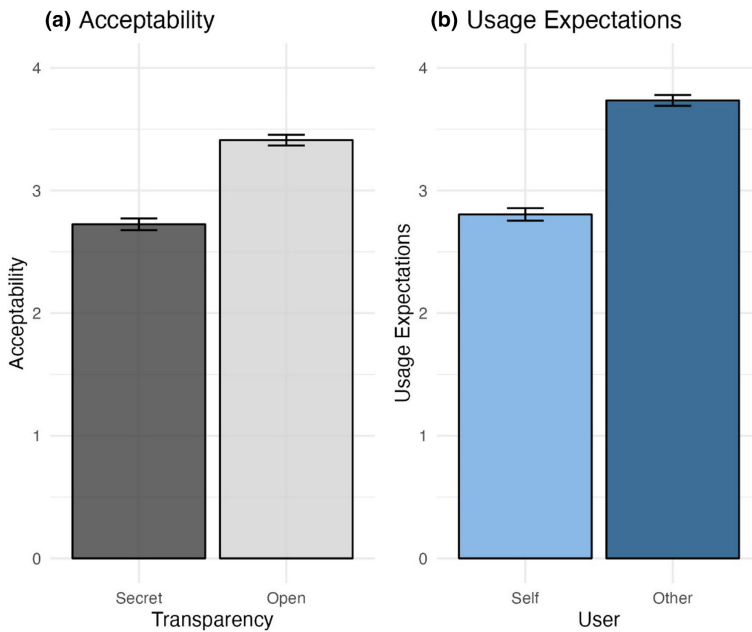 (a) Acceptability
4
3
2
1
0
Acceptability
Secret
Open
Transparency
(b) Usage Expectations
4
3
2
1
0
Usage Expectations
Self
Other
User